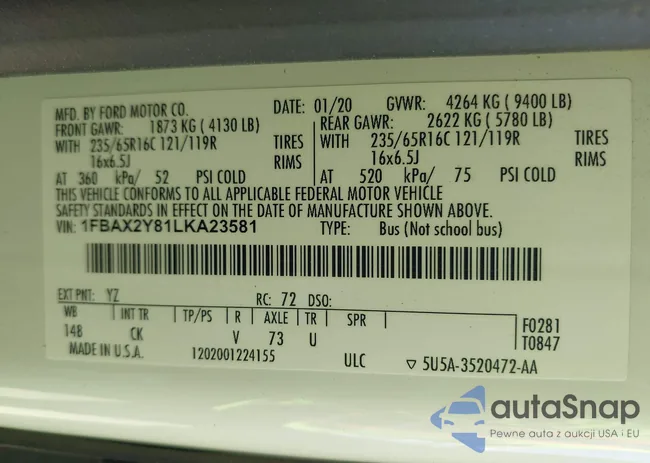 MFD. BY FORD MOTOR CO. DATE: 01/20 GVWR: 4264 KG ( 9400 LB)
FRONT GAWR: 1873 KG ( 4130 LB) REAR GAWR: 2622 KG ( 5780 LB)
WITH 235/65R16C 121/119R TIRES WITH 235/65R16C 121/119R TIRES
16x6.5J RIMS 16x6.5J RIMS
AT 360 kPa/ 52 PSI COLD AT 520 kPa/ 75 PSI COLD
THIS VEHICLE CONFORMS TO ALL APPLICABLE FEDERAL MOTOR VEHICLE
SAFETY STANDARDS IN EFFECT ON THE DATE OF MANUFACTURE SHOWN ABOVE.
VIN: 1FBAX2Y81LKA23581 TYPE: Bus (Not school bus)
EXT PNT: YZ RC: 72 DSO:
WB INT TR TP/PS R AXLE TR SPR F0281
148 CK V 73 U T0847
MADE IN U.S.A. 1202001224155 ULC ▽ 5U5A-3520472-AA
autaSnap
Pewne auta z aukcji USA i EU